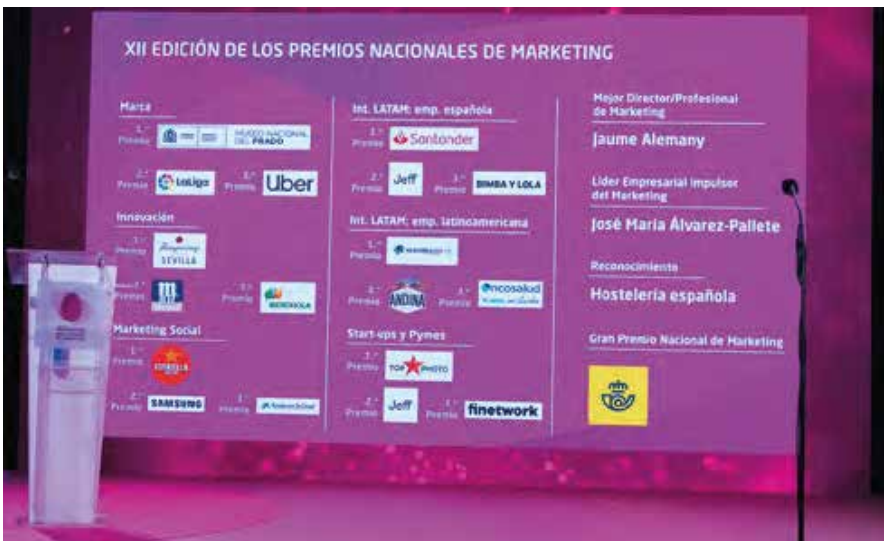 XII EDICIÓN DE LOS PREMIOS NACIONALES DE MARKETING
Marca
1.er
Premio
MUSEO NACIONAL
DEL PRADO
2.º
Premio
LaLiga
3.er
Premio
Uber
Innovación
1.er
Premio
SEVILLA
Premio
IBERDROLA
Marketing Social
1.er
Premio
ESTRELLA
2.º
Premio
SAMSUNG
3.er
Premio
Int. LATAM: emp. española
1.er
Premio
Santander
2.º
Premio
Jeff
3.er
Premio
BIMBA Y LOLA
Int. LATAM: emp. latinoamericana
1.er
Premio
2.º
Premio
ANDINA
3.er
Premio
Oncosalud
Start-ups y Pymes
1.er
Premio
TOP PHOTO
2.º
Premio
Jeff
3.er
Premio
finetwork
Mejor Director/Profesional
de Marketing
Jaume Alemany
Líder Empresarial Impulsor
del Marketing
José María Álvarez-Pallete
Reconocimiento
Hostelería española
Gran Premio Nacional de Marketing